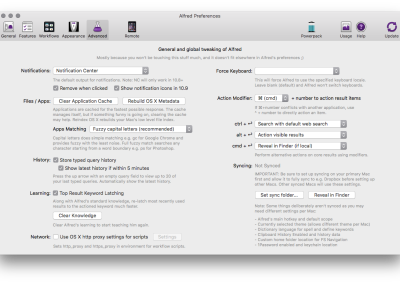 Alfred Preferences
General
Features
Workflows
Appearance
Advanced
Remote
Powerpack
Usage
Help
Update
General and global tweaking of Alfred
Mostly because you won't be touching this stuff much, and it doesn't fit elsewhere in Alfred's preferences ;)
Notifications: Notification Center
The default output for notifications. Note: NC will only work in 10.8+
Remove when clicked Show notification icons in 10.9
Files / Apps: Clear Application Cache Rebuild OS X Metadata
Applications are cached for the fastest possible response. The cache
manages itself, but if something funny is going on, clearing the cache
may help. Rebuild OS X rebuilds your Mac's low level file index.
Apps Matching Fuzzy capital letters (recommended)
Capital letters allow simple matching e.g. ge for Google Chrome and
provides fuzzy with the least noise. Full fuzzy match searches any
character starting from a word boundary e.g. ps for Photoshop.
History: Store typed query history
Show latest history if within 5 minutes
Press the up arrow with an empty query field to view up to 20 of
your last typed queries. Automatically show the latest history.
Learning: Top Result Keyword Latching
Along with Alfred's standard knowledge, re-latch most recently used
results to the actioned keyword much faster.
Clear Knowledge
Clear Alfred's learning to start teaching him again.
Network: Use OS X http proxy settings for scripts Settings
Sets http_proxy and https_proxy in environment for workflow scripts.
Force Keyboard:
This will force Alfred to use the specified keyboard locale.
Leave blank (default) and Alfred won't switch keyboards.
Action Modifier: ⌘ (cmd) + number to action result items
If ⌘ number conflicts with another application, use
^ number to directly action an item.
ctrl + ↩ Search with default web search
alt + ↩ Action visible results
cmd + ↩ Reveal in Finder (if local)
Perform alternative actions on core results using modifiers.
Syncing: Not Synced
IMPORTANT: Be sure to set up syncing on your primary Mac
first and allow it to fully sync to e.g. Dropbox before setting up
other Macs. Other synced Macs will use these settings.
Set sync folder... Reveal in Finder
Note: Some things deliberately aren't synced as you may
need different settings per Mac:
- Alfred's main hotkey and default scope
- Currently selected theme (allows different theme per Mac)
- Dictionary language for spell and define keywords
- Clipboard History (enabled and history data)
- Custom home folder location for FS Navigation
- 1Password enabled and keychain location